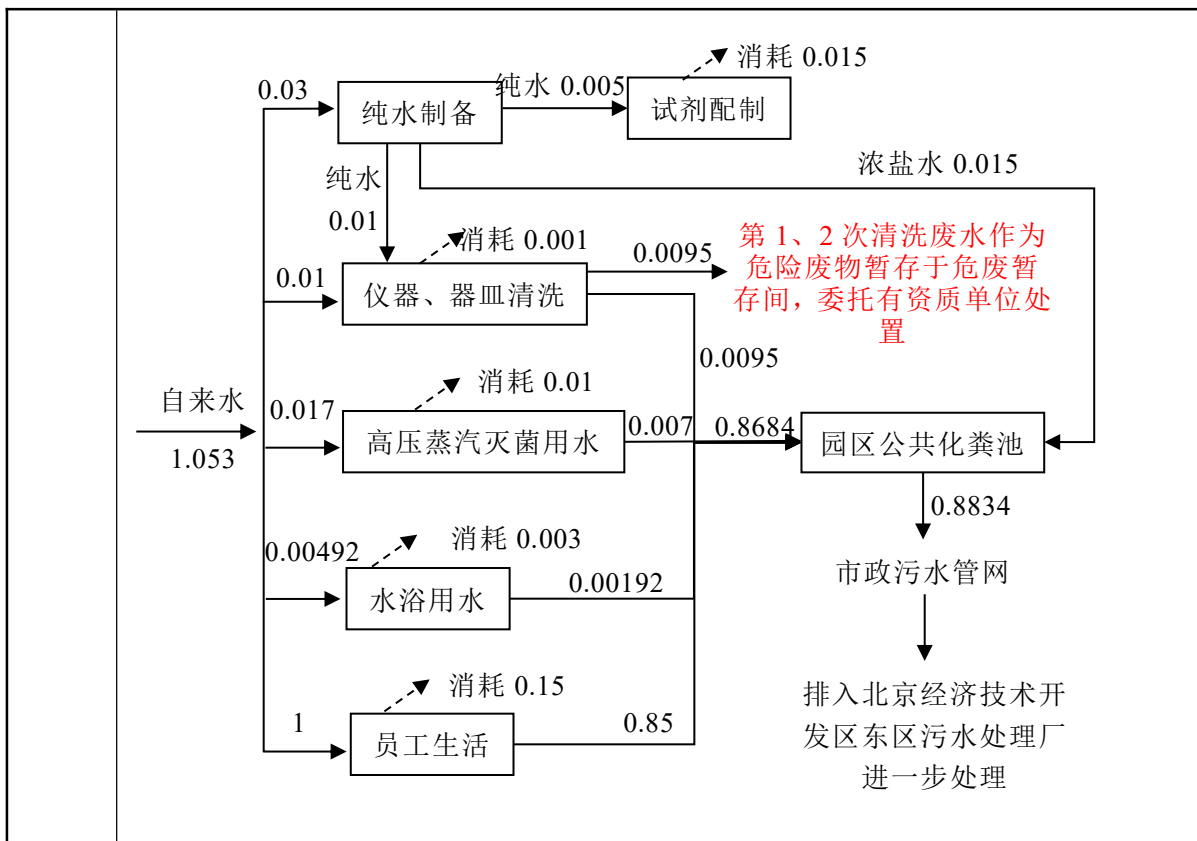 消耗 0.015
0.03
纯水 0.005
纯水制备
试剂配制
浓盐水 0.015
纯水
0.01
消耗 0.001
0.0095
第 1、2 次清洗废水作为
危险废物暂存于危废暂
存间，委托有资质单位处
置
0.01
仪器、器皿清洗
0.0095
消耗 0.01
自来水
1.053
0.017
高压蒸汽灭菌用水
0.007
0.8684
园区公共化粪池
0.8834
消耗 0.003
0.00492
水浴用水
0.00192
市政污水管网
消耗 0.15
1
员工生活
0.85
排入北京经济技术开
发区东区污水处理厂
进一步处理